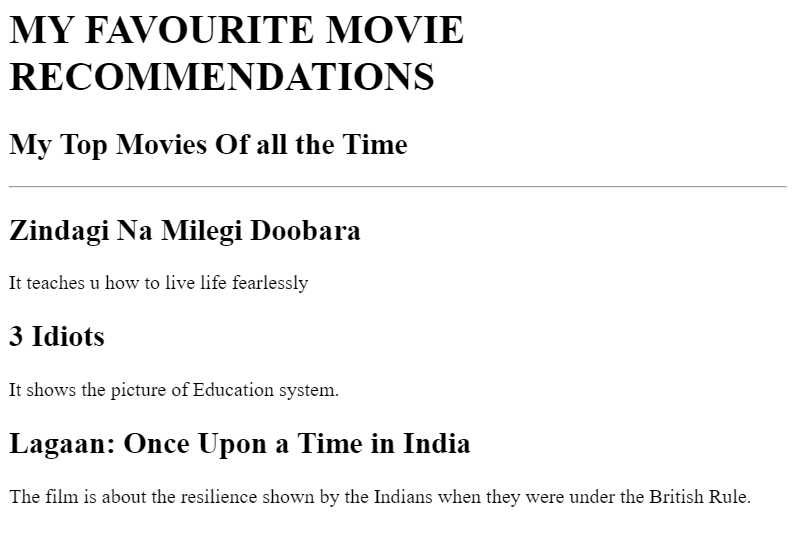 MY FAVOURITE MOVIE
RECOMMENDATIONS
My Top Movies Of all the Time
Zindagi Na Milegi Doobara
It teaches u how to live life fearlessly
3 Idiots
It shows the picture of Education system.
Lagaan: Once Upon a Time in India
The film is about the resilience shown by the Indians when they were under the British Rule.